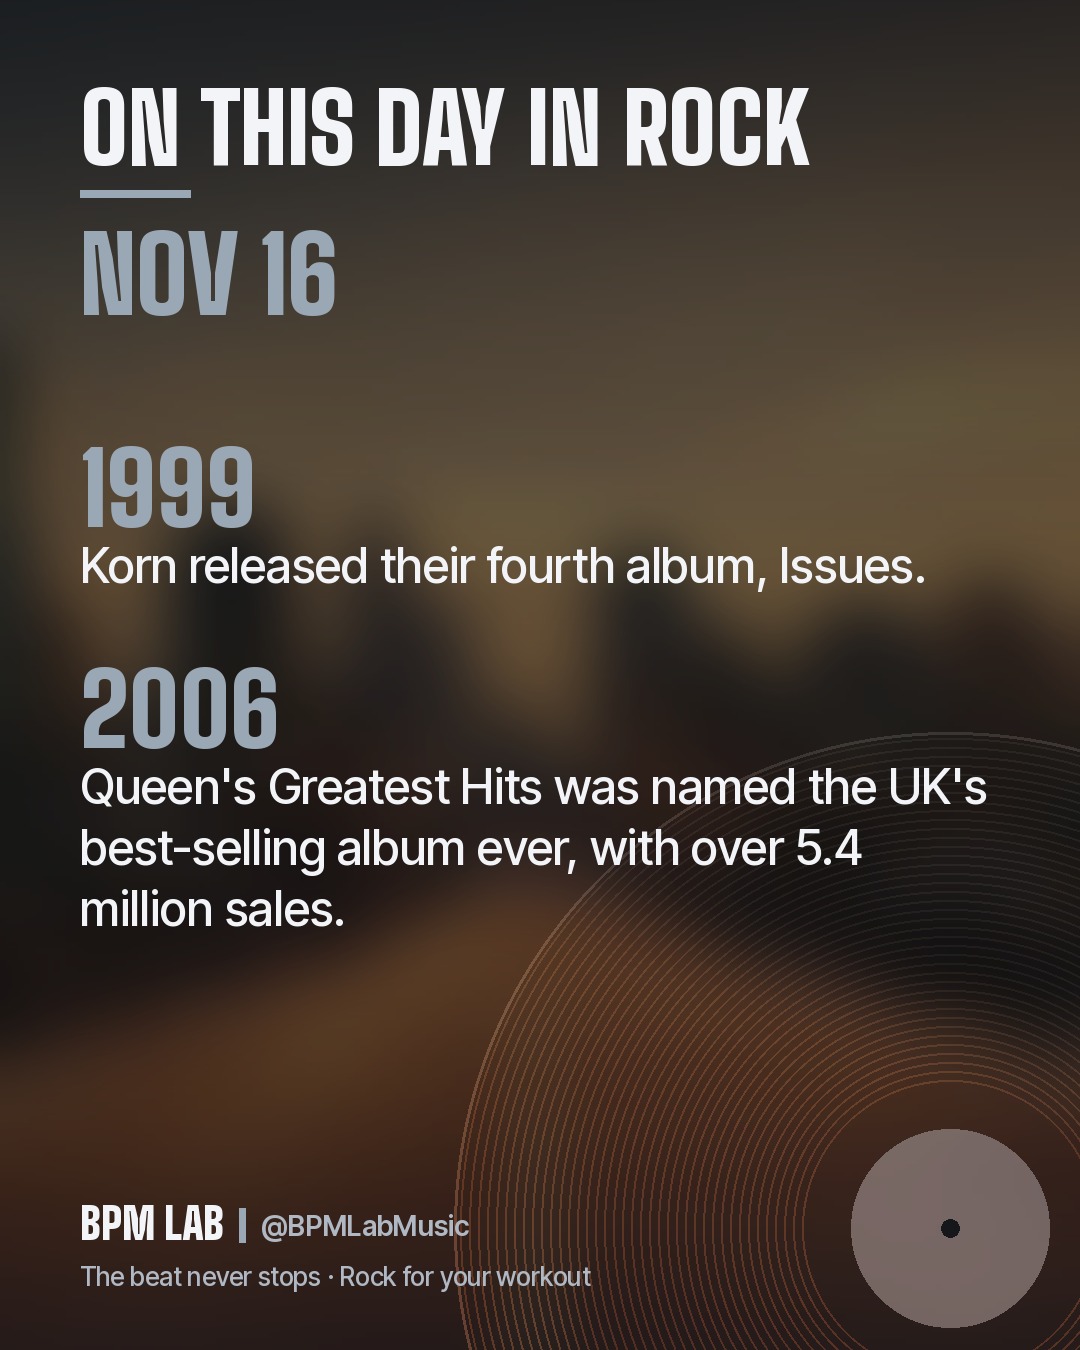 ON THIS DAY IN ROCK
NOV 16
1999
Korn released their fourth album, Issues.
2006
Queen's Greatest Hits was named the UK's
best-selling album ever, with over 5.4
million sales.
BPM LAB | @BPMLabMusic
The beat never stops · Rock for your workout